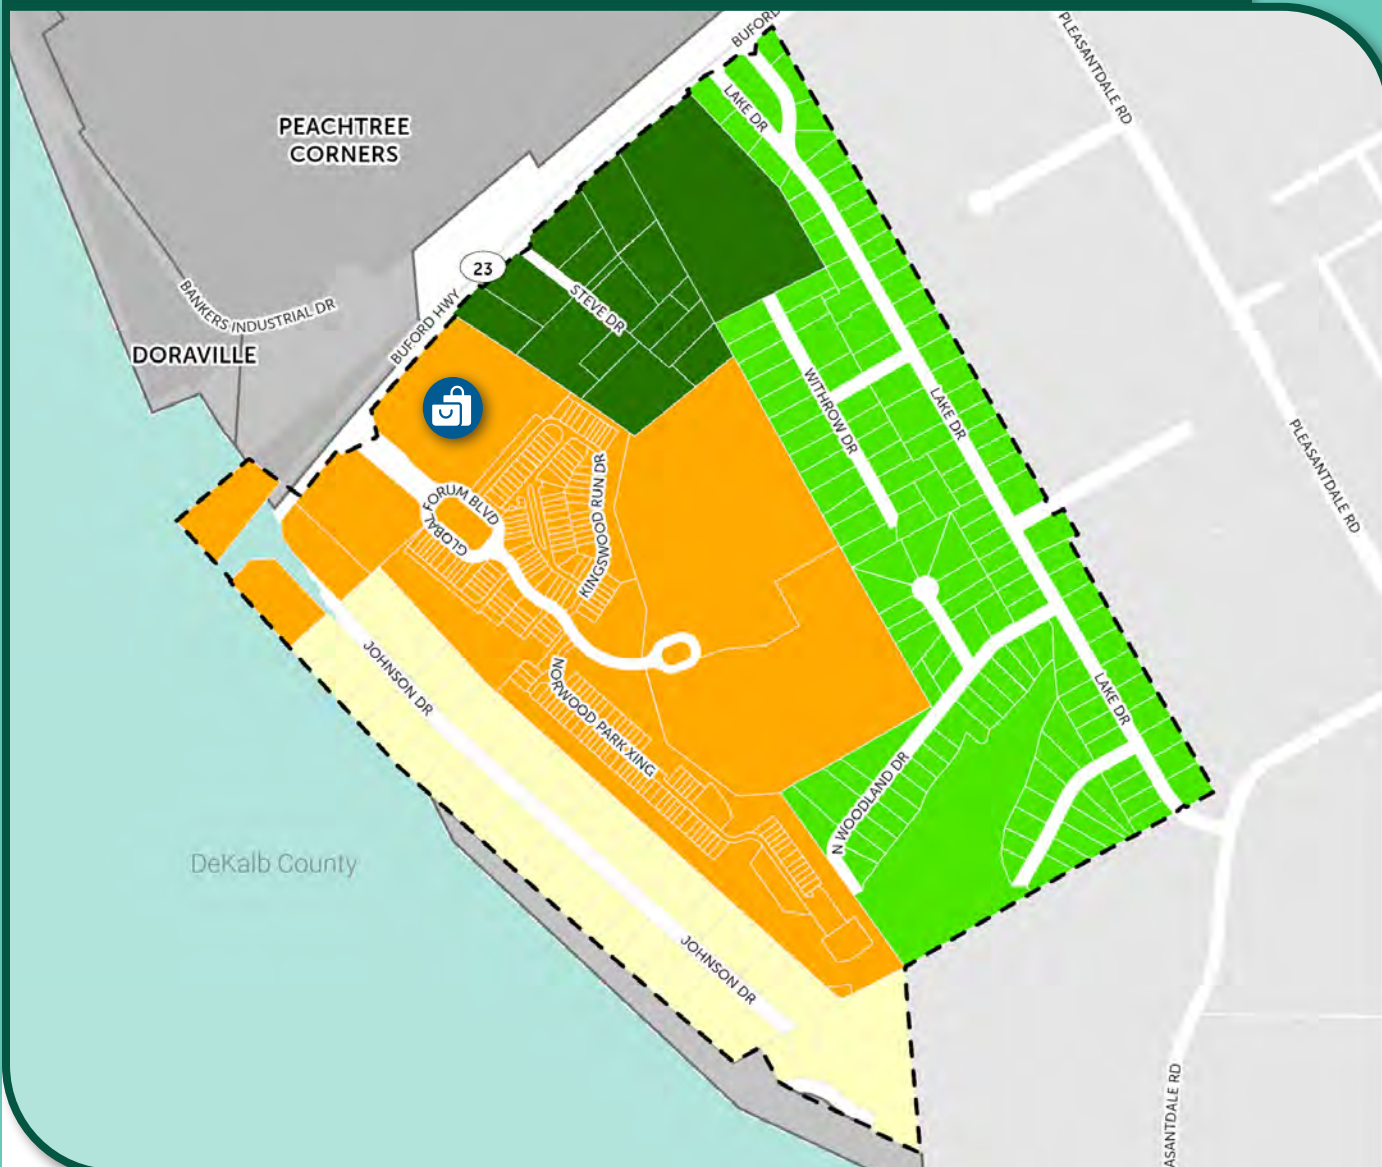 BUFORD
PLEASANTDALE RD
LAKE DR
PEACHTREE
CORNERS
23
BANKERS INDUSTRIAL DR
STEVE DR
BUFORD HWY
DORAVILLE
WITHROW DR
LAKE DR
PLEASANTDALE RD
KINGSWOOD RUN DR
GLOBAL FORUM BLVD
JOHNSON DR
NORWOOD PARK XING
LAKE DR
N WOODLAND DR
DeKalb County
JOHNSON DR
ASANTDALE RD